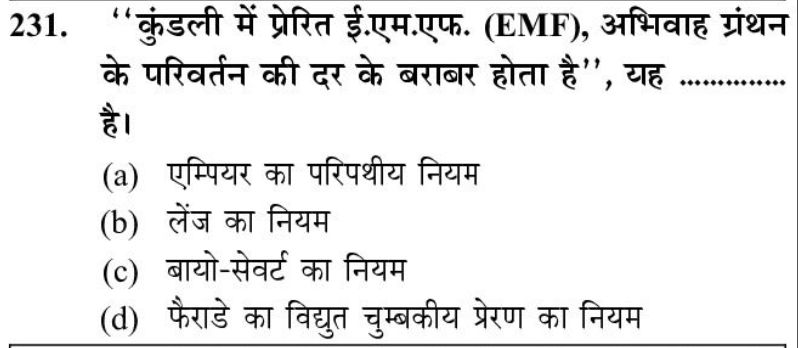 231. ‘‘कुंडली में प्रेरित ई.एम.एफ. (EMF), अभिवाह ग्रंथन
के परिवर्तन की दर के बराबर होता है’’, यह ..............
है।
(a) एम्पियर का परिपथीय नियम
(b) लेंज का नियम
(c) बायो-सेवर्ट का नियम
(d) फैराडे का विद्युत चुम्बकीय प्रेरण का नियम